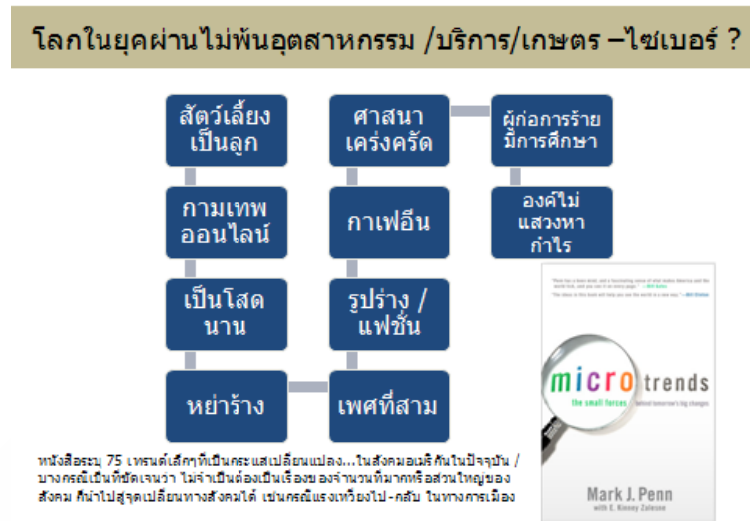 โลกในยุคผ่านไม่พ้นอุตสาหกรรม /บริการ/เกษตร –ไซเบอร์ ?
สัตว์เลี้ยง
เป็นลูก
กามเทพ
ออนไลน์
เป็นโสด
นาน
หย่าร้าง
เพศที่สาม
รูปร่าง /
แฟชั่น
กาเฟอีน
ศาสนา
เคร่งครัด
ผู้ก่อการร้าย
มีการศึกษา
องค์ไม่
แสวงหา
กำไร
micro trends
the small forces behind tomorrow's big changes
Mark J. Penn
with E. Kinney Zalesne
หนังสือระบุ 75 เทรนด์เล็กๆที่เป็นกระแสเปลี่ยนแปลง...ในสังคมอเมริกันในปัจจุบัน /
บางกรณีเป็นที่ชัดเจนว่า ไม่จำเป็นต้องเป็นเรื่องของจำนวนที่มากหรือส่วนใหญ่ของ
สังคม ก็นำไปสู่จุดเปลี่ยนทางสังคมได้ เช่นกรณีแรงเหวี่ยงไป-กลับ ในทางการเมือง